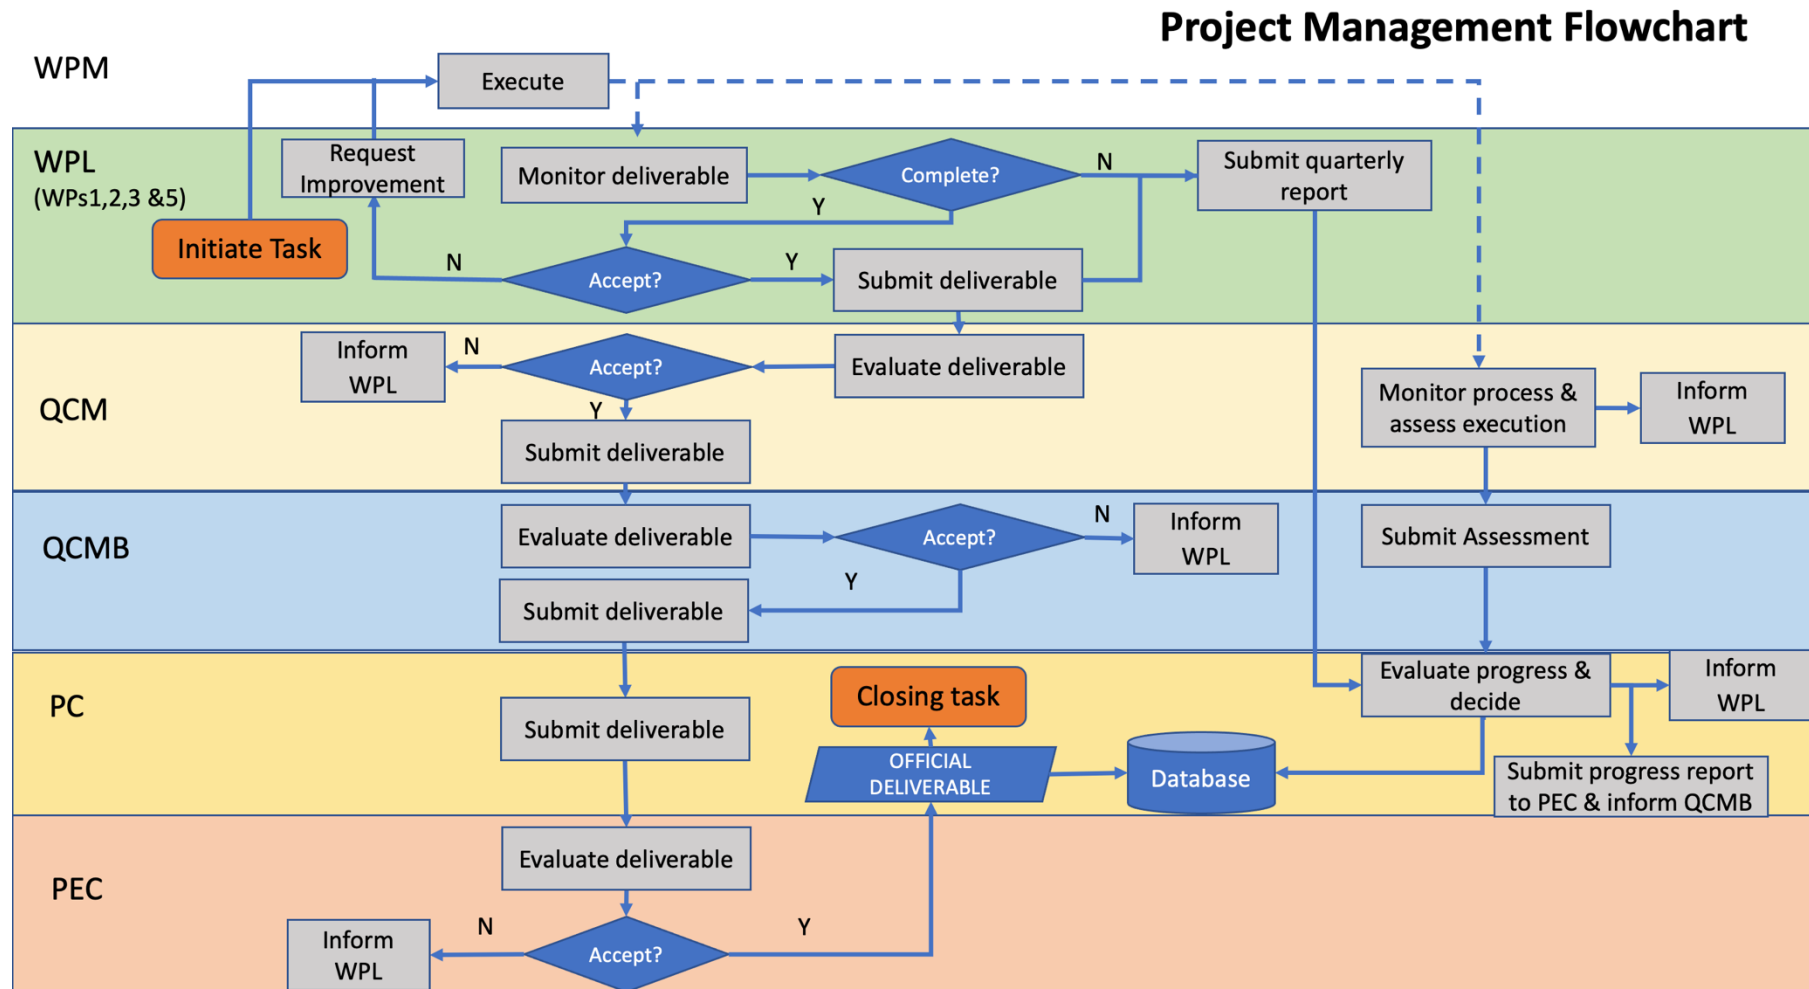 Project Management Flowchart
WPM
Execute
WPL
(WPs1,2,3 &5)
Request
Improvement
Monitor deliverable
Complete?
N
Submit quarterly
report
Y
Initiate Task
N
Accept?
Y
Submit deliverable
QCM
Inform
WPL
N
Accept?
Evaluate deliverable
Y
Submit deliverable
Monitor process &
assess execution
Inform
WPL
QCMB
Evaluate deliverable
Accept?
N
Inform
WPL
Submit Assessment
Y
Submit deliverable
PC
Submit deliverable
Closing task
OFFICIAL
DELIVERABLE
Database
Evaluate progress &
decide
Inform
WPL
Submit progress report
to PEC & inform QCMB
PEC
Evaluate deliverable
Inform
WPL
N
Accept?
Y